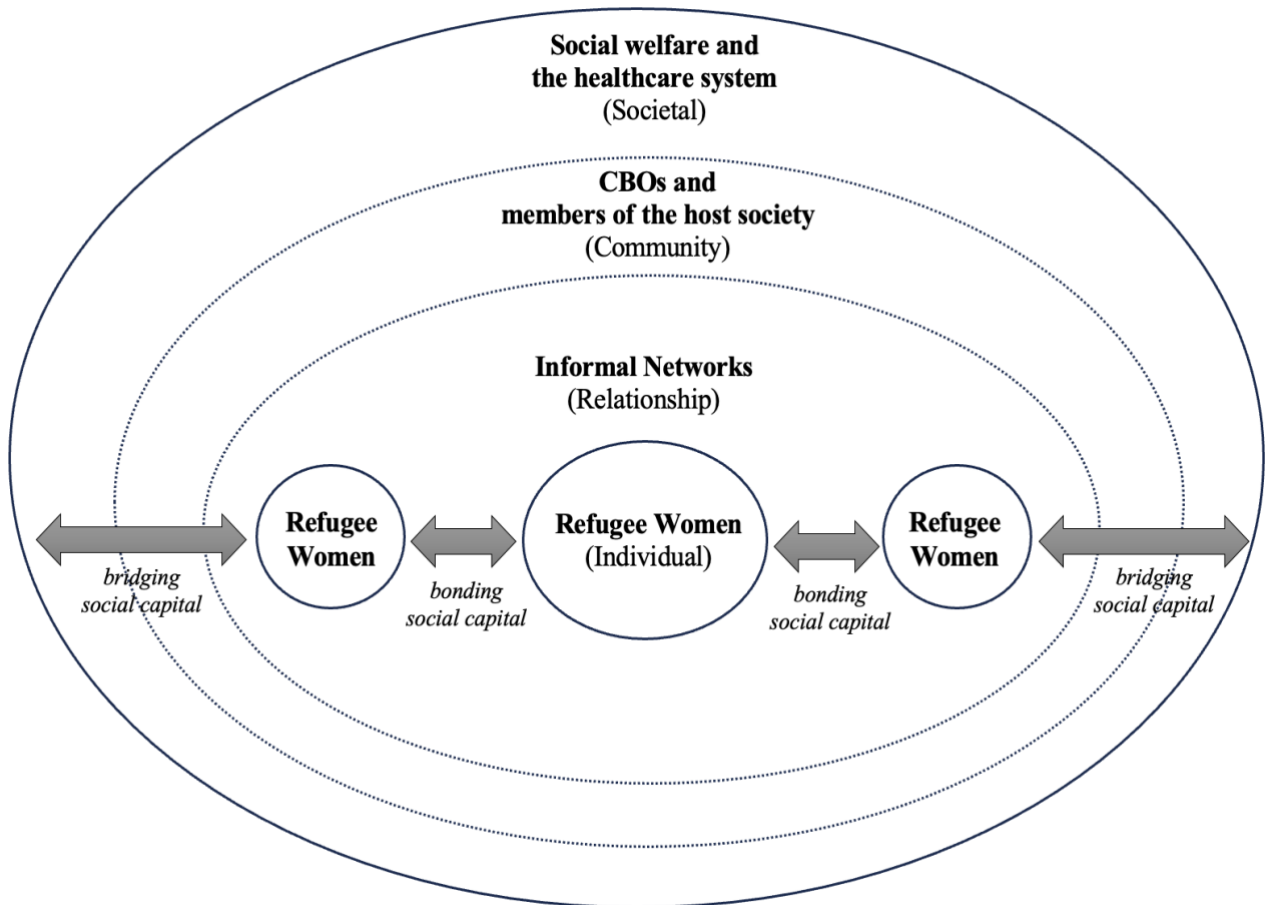 Social welfare and
the healthcare system
(Societal)
CBOs and
members of the host society
(Community)
Informal Networks
(Relationship)
Refugee
Women
Refugee Women
(Individual)
Refugee
Women
bridging
social capital
bonding
social capital
bonding
social capital
bridging
social capital